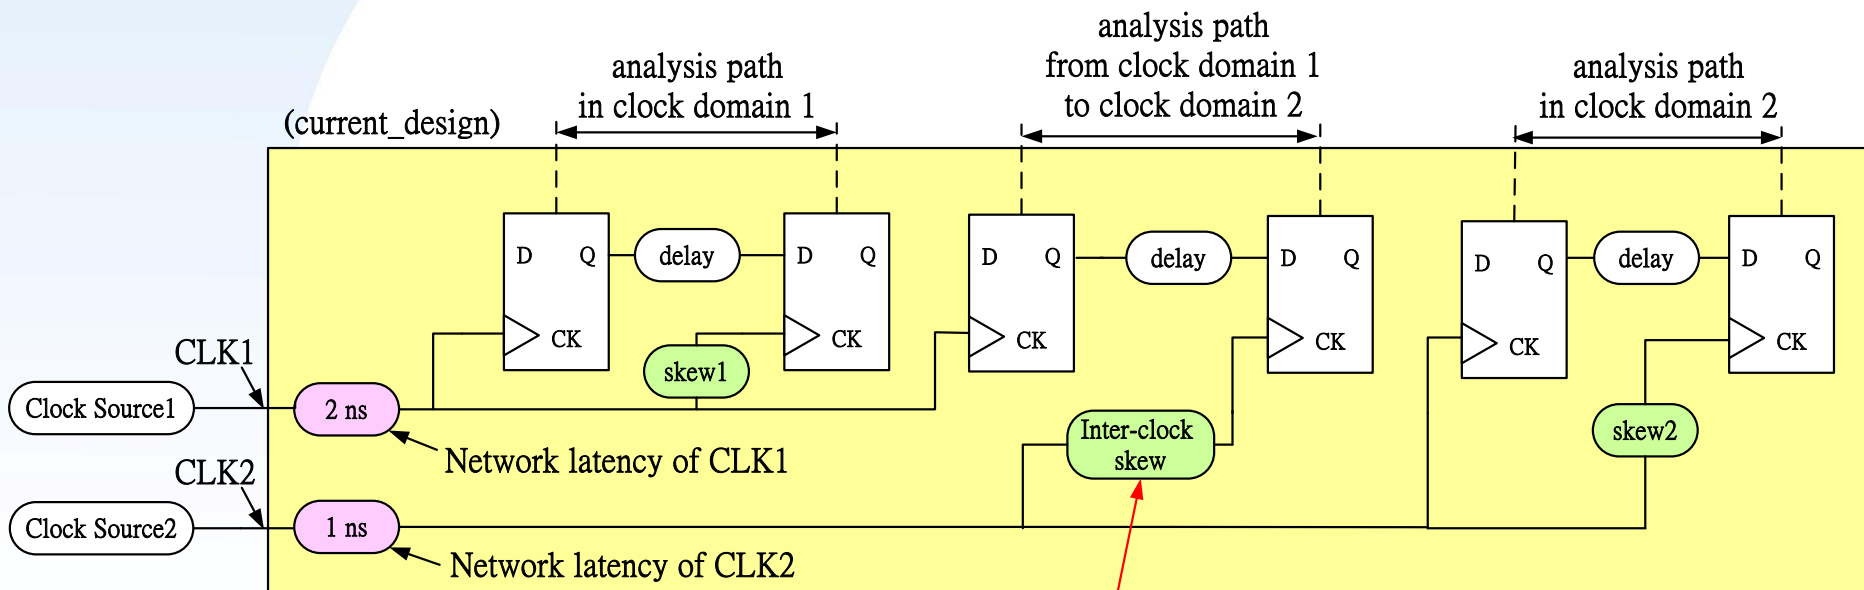 analysis path
in clock domain 1
analysis path
from clock domain 1
to clock domain 2
analysis path
in clock domain 2
(current_design)
D Q
delay
D Q
D Q
delay
D Q
D Q
delay
D Q
CK
CK
CK
CK
CK
CK
skew1
CLK1
Clock Source1
2 ns
Network latency of CLK1
Inter-clock
skew
skew2
CLK2
Clock Source2
1 ns
Network latency of CLK2